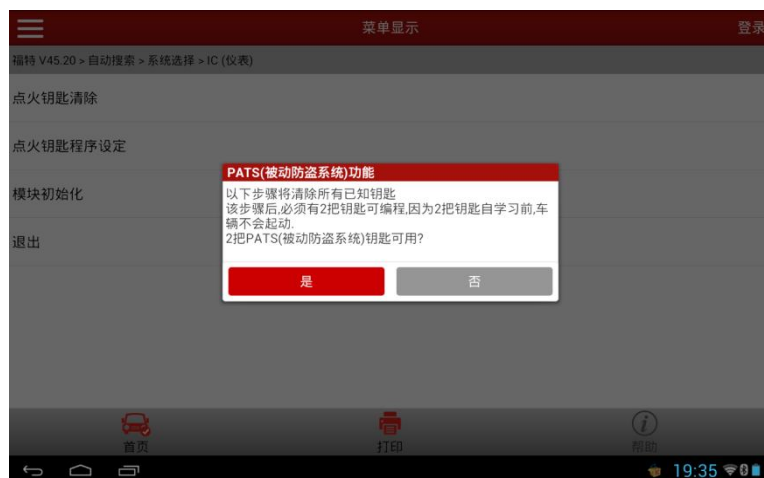 菜单显示
登录
福特 V45.20 > 自动搜索 > 系统选择 > IC (仪表)
点火钥匙清除
点火钥匙程序设定
模块初始化
退出
PATS(被动防盗系统)功能
以下步骤将清除所有已知钥匙
该步骤后,必须有2把钥匙可编程,因为2把钥匙自学习前,车
辆不会起动.
2把PATS(被动防盗系统)钥匙可用?
是
否
首页
打印
帮助
19:35